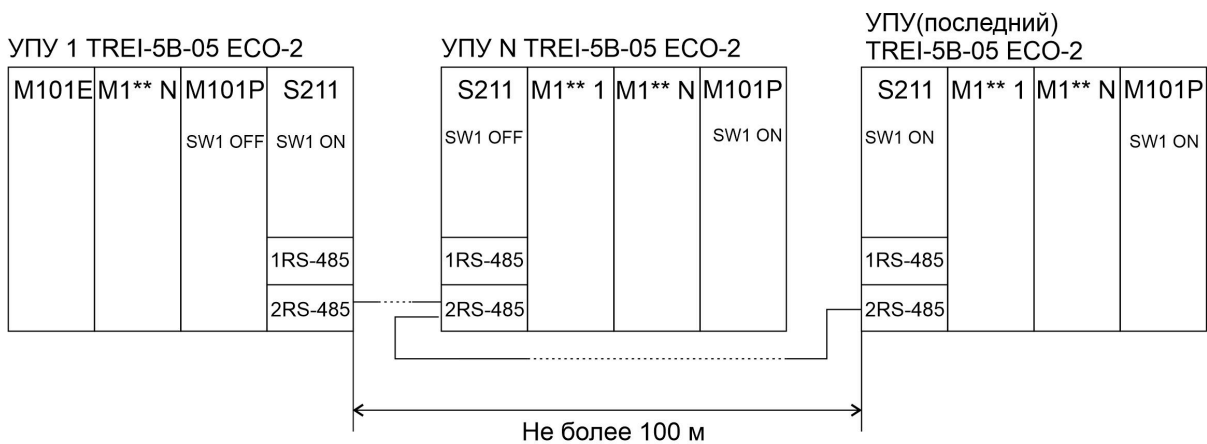 УПУ 1 TREI-5B-05 ECO-2
M101E M1** N M101P S211
SW1 OFF SW1 ON
1RS-485
2RS-485
УПУ N TREI-5B-05 ECO-2
S211 M1** 1 M1** N M101P
SW1 OFF SW1 ON
1RS-485
2RS-485
УПУ(последний)
TREI-5B-05 ECO-2
S211 M1** 1 M1** N M101P
SW1 ON SW1 ON
1RS-485
2RS-485
Не более 100 м